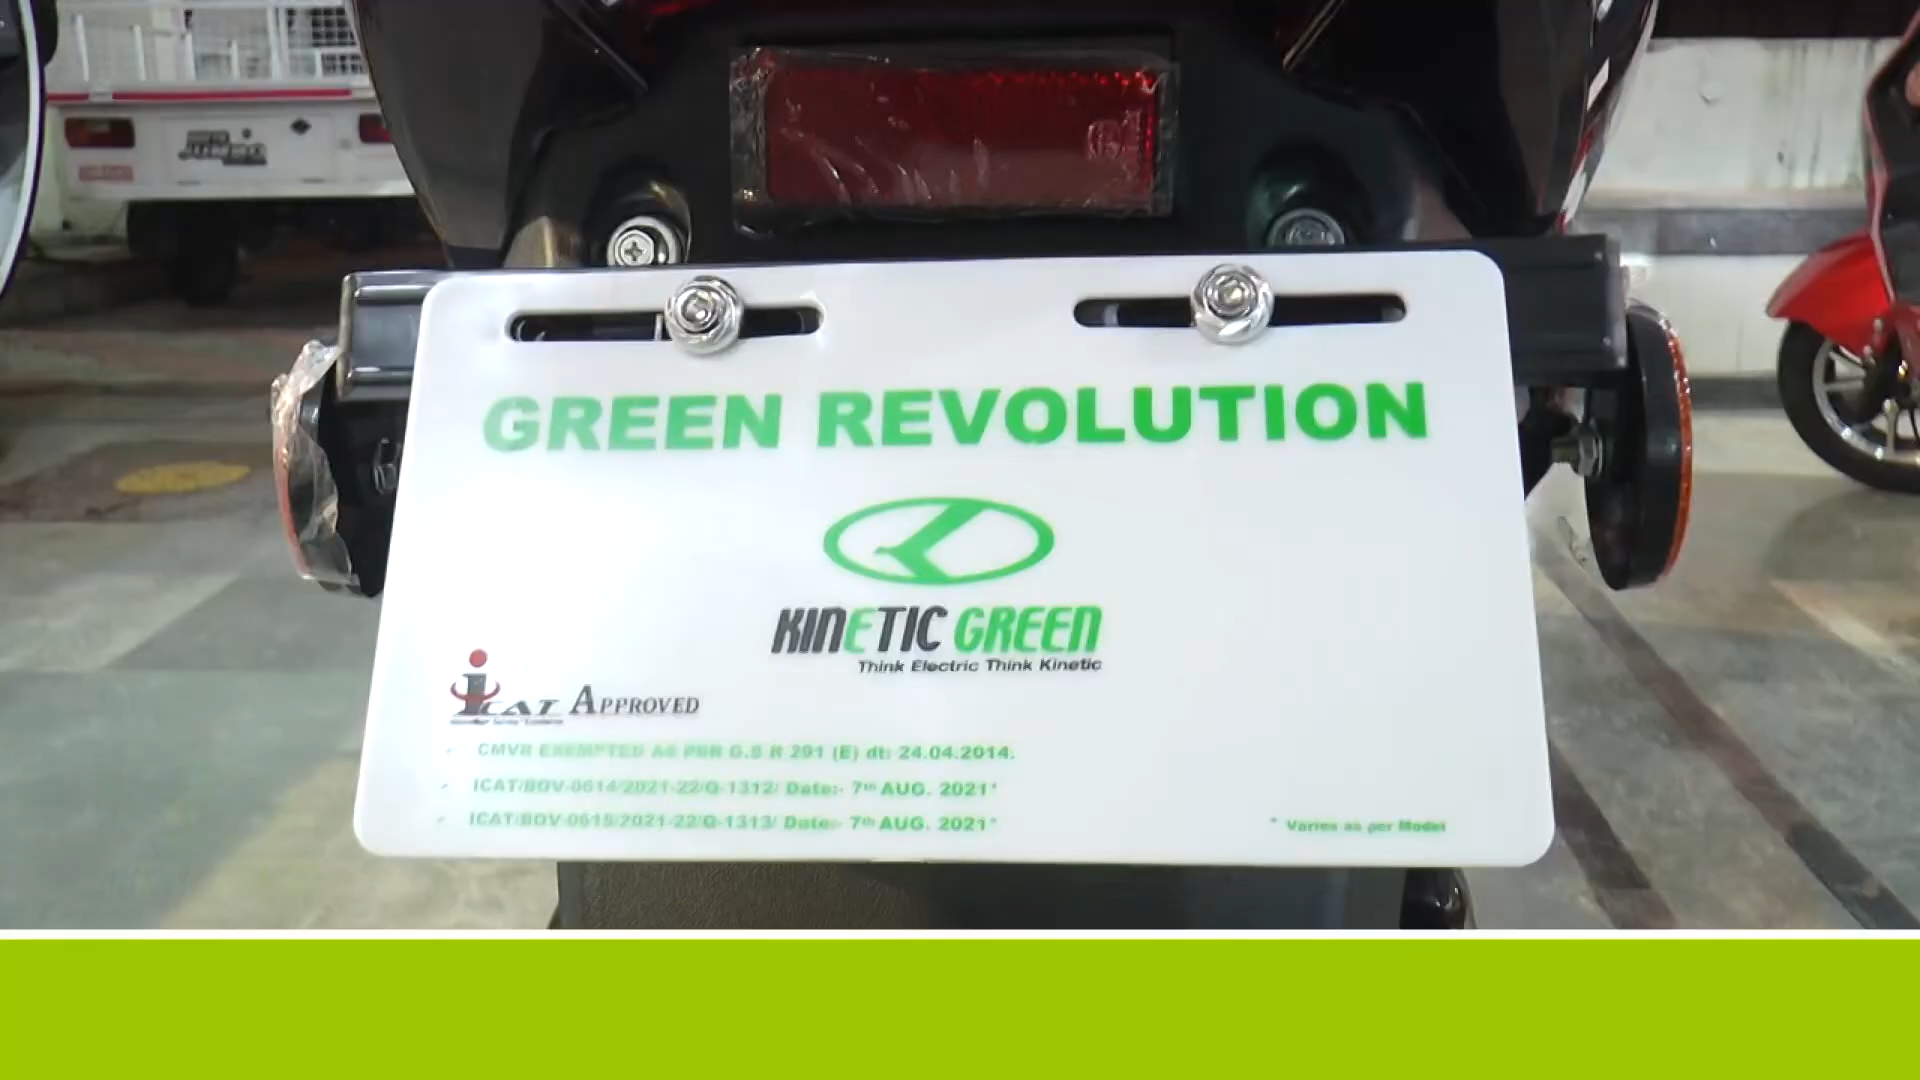 JUMBO
GREEN REVOLUTION
KINETIC GREEN
Think Electric Think Kinetic
iCAT APPROVED
CMVR EXEMPTED AS PER G.S R 291 (E) dt: 24.04.2014.
ICAT/BOV-0614/2021-22/Q-1312/ Date:- 7th AUG. 2021*
ICAT/BOV-0615/2021-22/Q-1313/ Date:- 7th AUG. 2021*
* Varies as per Model